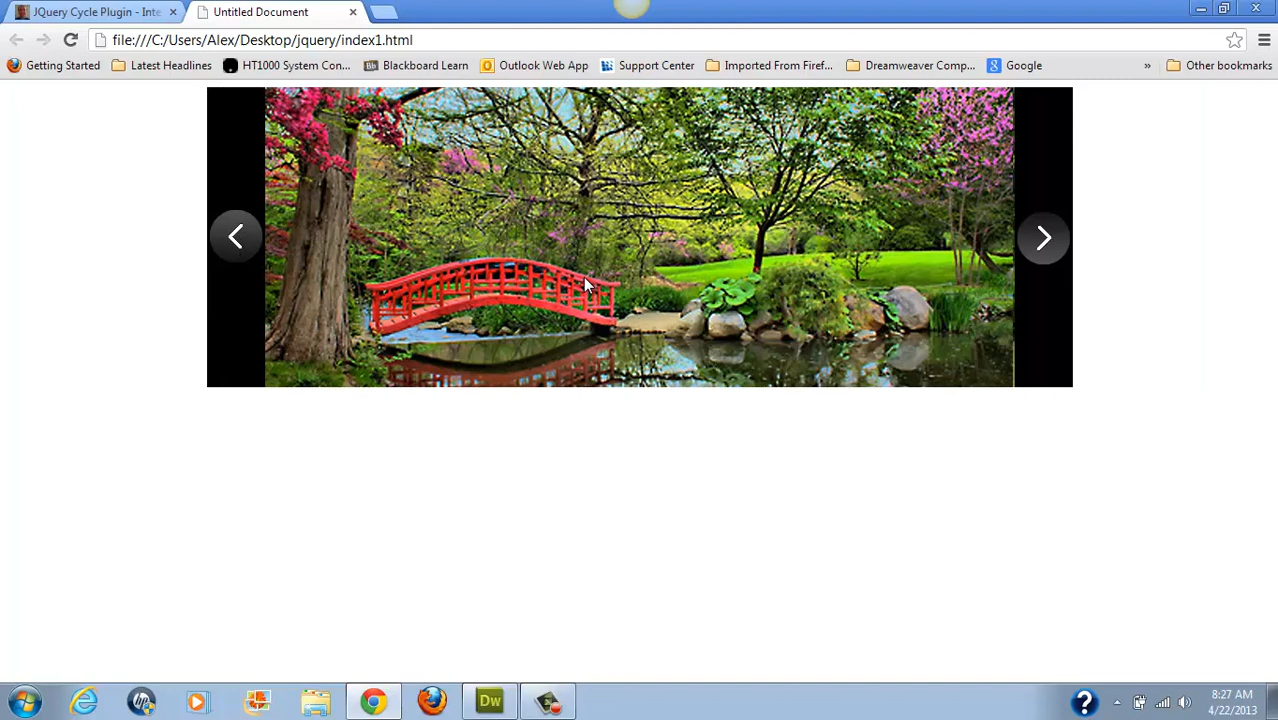 JQuery Cycle Plugin - Inte
Untitled Document
file:///C:/Users/Alex/Desktop/jquery/index1.html
Getting Started
Latest Headlines
HT1000 System Con...
Bb
Blackboard Learn
Outlook Web App
Support Center
Imported From Firef...
Dreamweaver Comp...
Google
»
Other bookmarks
Dw
8:27 AM
4/22/2013